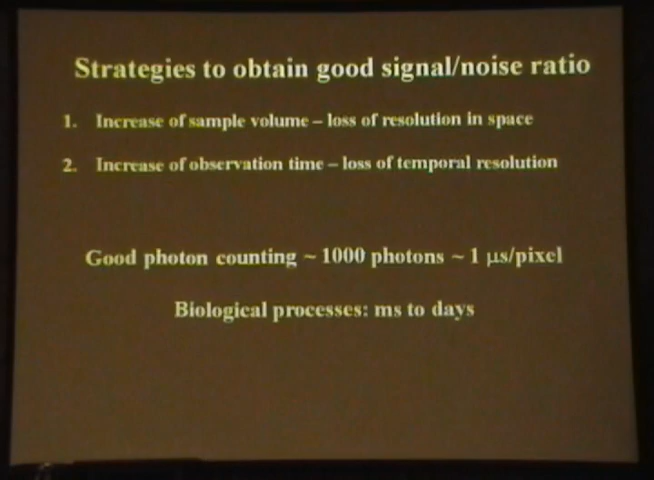 Strategies to obtain good signal/noise ratio
1. Increase of sample volume – loss of resolution in space
2. Increase of observation time – loss of temporal resolution
Good photon counting ~ 1000 photons ~ 1 µs/pixel
Biological processes: ms to days